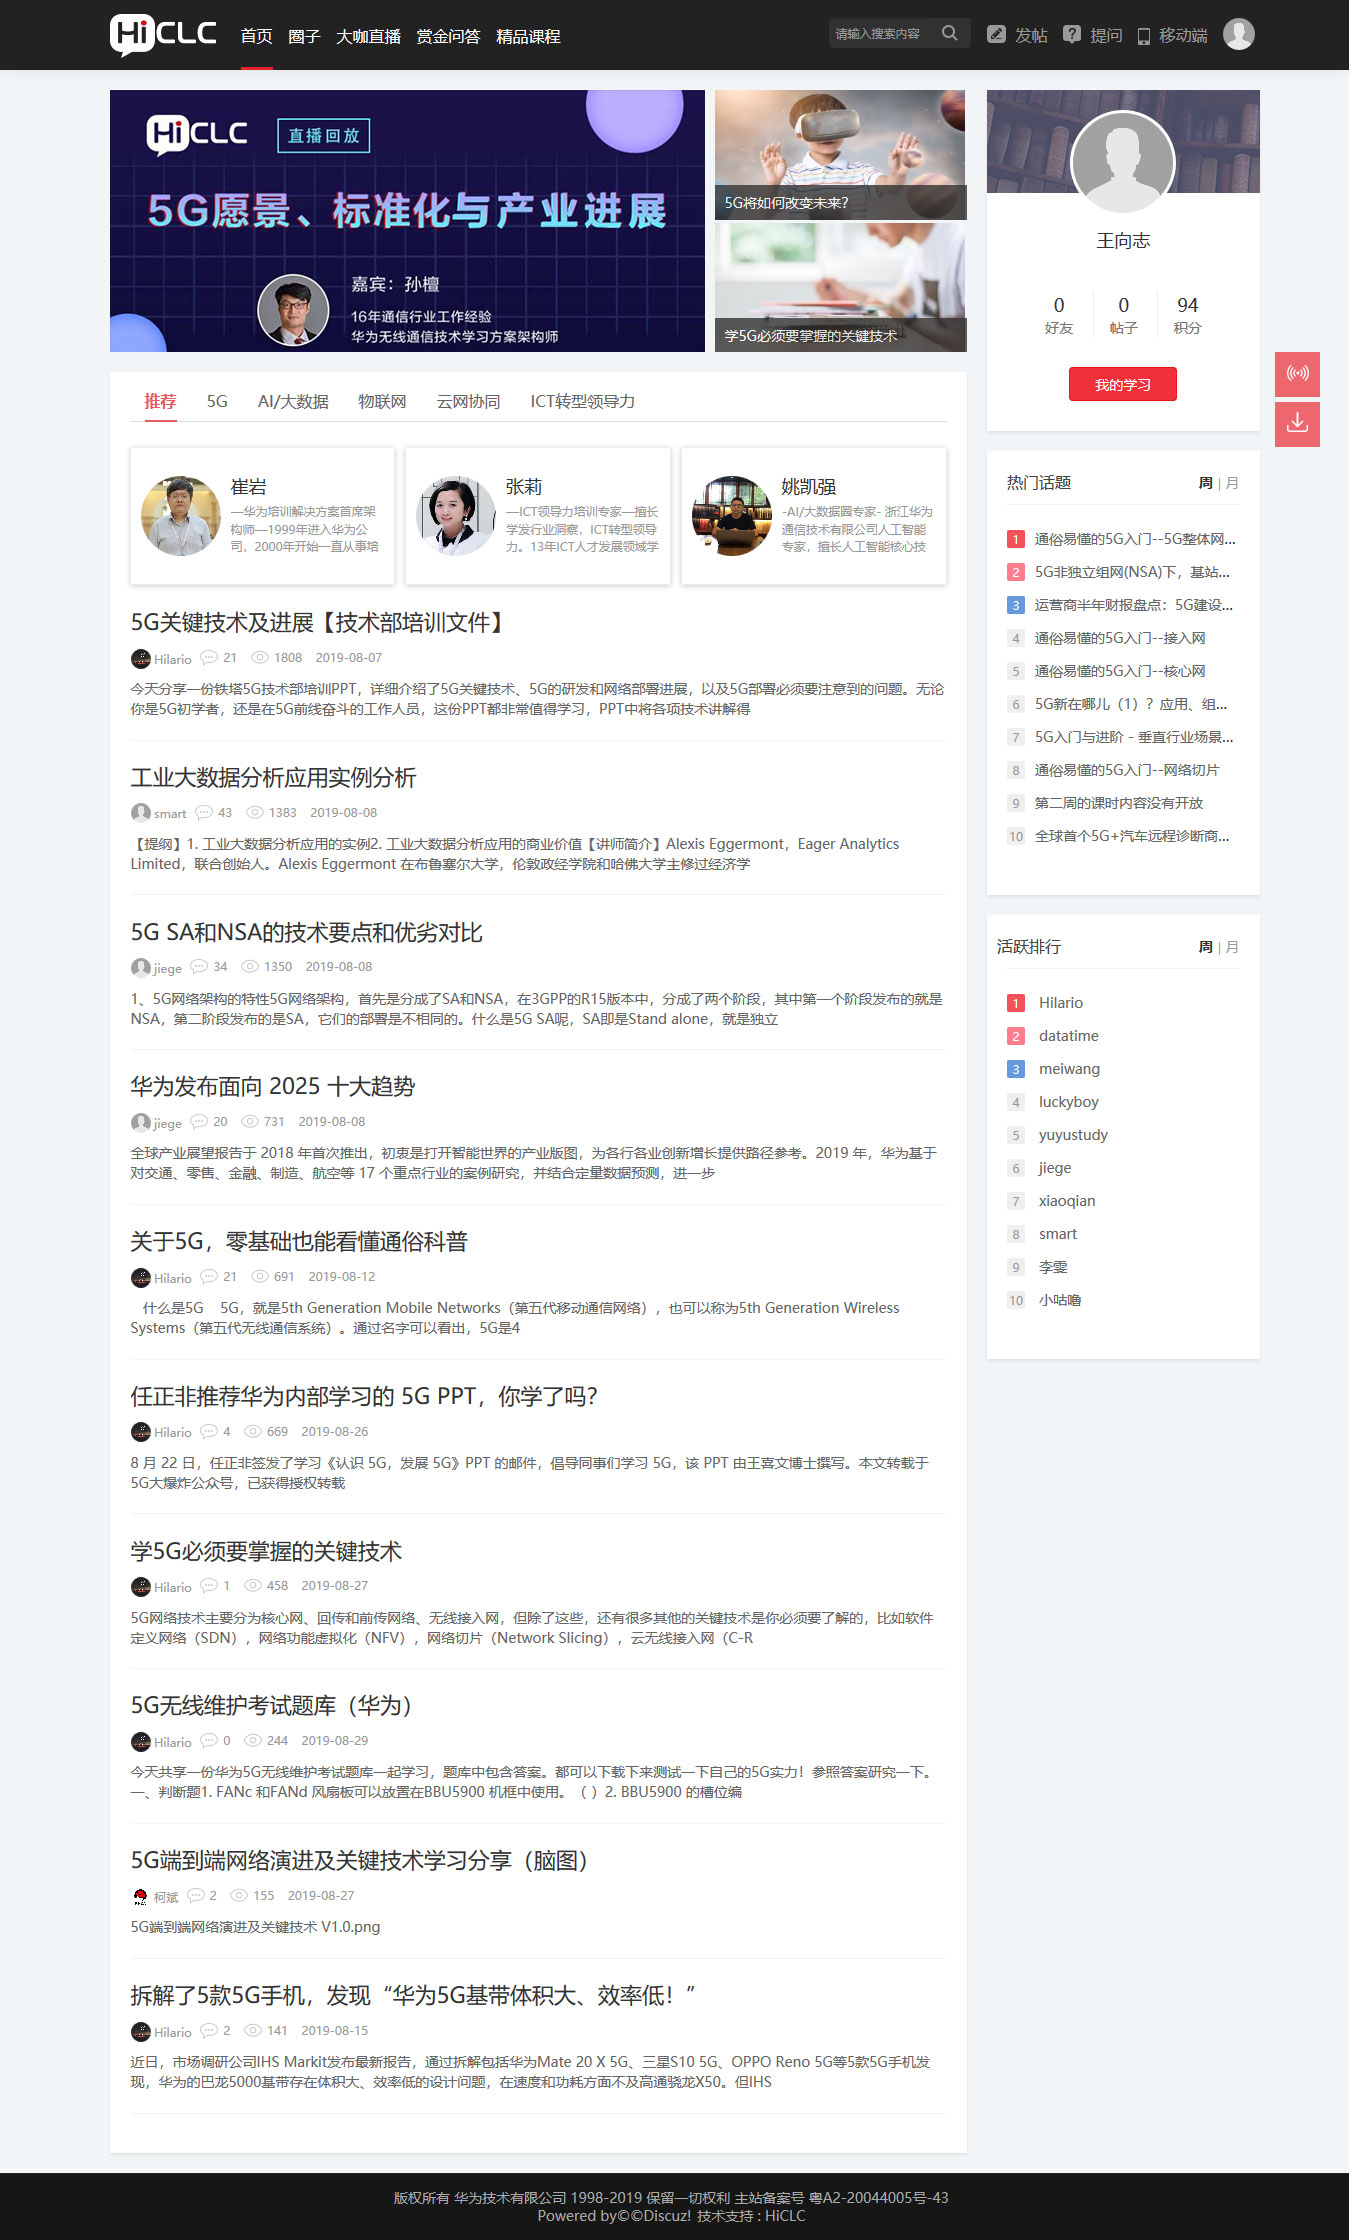 HiCLC 首页 圈子 大咖直播 赏金问答 精品课程 请输入搜索内容 发帖 提问 移动端
HiCLC 直播回放
5G愿景、标准化与产业进展
嘉宾：孙檀
16年通信行业工作经验
华为无线通信技术学习方案架构师
5G将如何改变未来？
学5G必须要掌握的关键技术
王向志
0 0 94
好友 帖子 积分
我的学习
推荐 5G AI/大数据 物联网 云网协同 ICT转型领导力
崔岩
—华为培训解决方案首席架
构师—1999年进入华为公
司，2000年开始一直从事培
张莉
—ICT领导力培训专家—擅长
学发行业洞察，ICT转型领导
力。13年ICT人才发展领域学
姚凯强
-AI/大数据圈专家- 浙江华为
通信技术有限公司人工智能
专家，擅长人工智能核心技
5G关键技术及进展【技术部培训文件】
Hilario 21 1808 2019-08-07
今天分享一份铁塔5G技术部培训PPT，详细介绍了5G关键技术、5G的研发和网络部署进展，以及5G部署必须要注意到的问题。无论
你是5G初学者，还是在5G前线奋斗的工作人员，这份PPT都非常值得学习，PPT中将各项技术讲解得
工业大数据分析应用实例分析
smart 43 1383 2019-08-08
【提纲】1. 工业大数据分析应用的实例2. 工业大数据分析应用的商业价值【讲师简介】Alexis Eggermont，Eager Analytics
Limited，联合创始人。Alexis Eggermont 在布鲁塞尔大学，伦敦政经学院和哈佛大学主修过经济学
5G SA和NSA的技术要点和优劣对比
jiege 34 1350 2019-08-08
1、5G网络架构的特性5G网络架构，首先是分成了SA和NSA，在3GPP的R15版本中，分成了两个阶段，其中第一个阶段发布的就是
NSA，第二阶段发布的是SA，它们的部署是不相同的。什么是5G SA呢，SA即是Stand alone，就是独立
华为发布面向 2025 十大趋势
jiege 20 731 2019-08-08
全球产业展望报告于 2018 年首次推出，初衷是打开智能世界的产业版图，为各行各业创新增长提供路径参考。2019 年，华为基于
对交通、零售、金融、制造、航空等 17 个重点行业的案例研究，并结合定量数据预测，进一步
关于5G，零基础也能看懂通俗科普
Hilario 21 691 2019-08-12
什么是5G 5G，就是5th Generation Mobile Networks（第五代移动通信网络），也可以称为5th Generation Wireless
Systems（第五代无线通信系统）。通过名字可以看出，5G是4
任正非推荐华为内部学习的 5G PPT，你学了吗？
Hilario 4 669 2019-08-26
8 月 22 日，任正非签发了学习《认识 5G，发展 5G》PPT 的邮件，倡导同事们学习 5G，该 PPT 由王喜文博士撰写。本文转载于
5G大爆炸公众号，已获得授权转载
学5G必须要掌握的关键技术
Hilario 1 458 2019-08-27
5G网络技术主要分为核心网、回传和前传网络、无线接入网，但除了这些，还有很多其他的关键技术是你必须要了解的，比如软件
定义网络（SDN），网络功能虚拟化（NFV），网络切片（Network Slicing），云无线接入网（C-R
5G无线维护考试题库（华为）
Hilario 0 244 2019-08-29
今天共享一份华为5G无线维护考试题库一起学习，题库中包含答案。都可以下载下来测试一下自己的5G实力！参照答案研究一下。
一、判断题1. FANc 和FANd 风扇板可以放置在BBU5900 机框中使用。（ ）2. BBU5900 的槽位编
5G端到端网络演进及关键技术学习分享（脑图）
柯斌 2 155 2019-08-27
5G端到端网络演进及关键技术 V1.0.png
拆解了5款5G手机，发现“华为5G基带体积大、效率低！”
Hilario 2 141 2019-08-15
近日，市场调研公司IHS Markit发布最新报告，通过拆解包括华为Mate 20 X 5G、三星S10 5G、OPPO Reno 5G等5款5G手机发
现，华为的巴龙5000基带存在体积大、效率低的设计问题，在速度和功耗方面不及高通骁龙X50。但IHS
热门话题 周 | 月
1 通俗易懂的5G入门--5G整体网...
2 5G非独立组网(NSA)下，基站...
3 运营商半年财报盘点：5G建设...
4 通俗易懂的5G入门--接入网
5 通俗易懂的5G入门--核心网
6 5G新在哪儿（1）？应用、组...
7 5G入门与进阶 - 垂直行业场景...
8 通俗易懂的5G入门--网络切片
9 第二周的课时内容没有开放
10 全球首个5G+汽车远程诊断商...
活跃排行 周 | 月
1 Hilario
2 datatime
3 meiwang
4 luckyboy
5 yuyustudy
6 jiege
7 xiaoqian
8 smart
9 李雯
10 小咕噜
版权所有 华为技术有限公司 1998-2019 保留一切权利 主站备案号 粤A2-20044005号-43
Powered by©©Discuz! 技术支持 : HiCLC